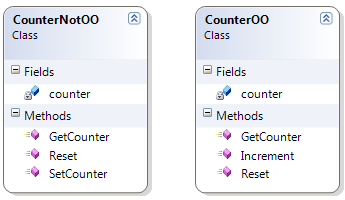 CounterNotOO
Class
Fields
counter
Methods
GetCounter
Reset
SetCounter
CounterOO
Class
Fields
counter
Methods
GetCounter
Increment
Reset